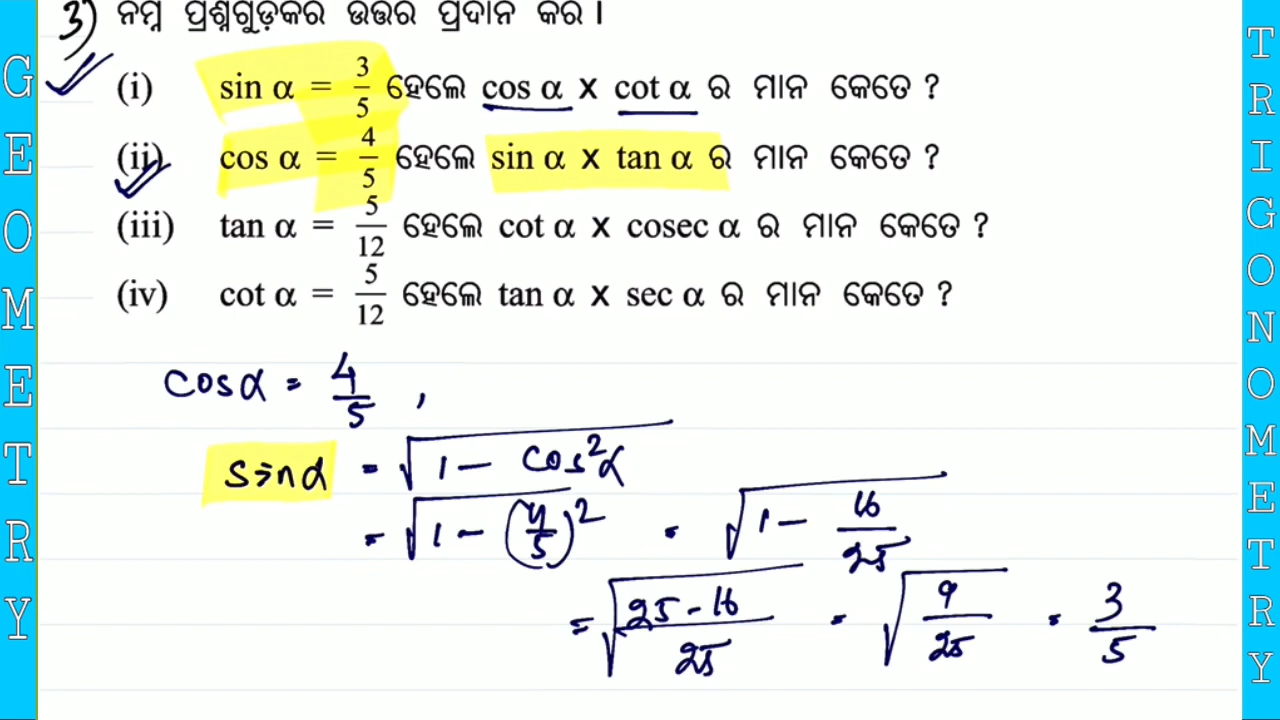 GEOMETRY
3) ନିମ୍ନ ପ୍ରଶ୍ନଗୁଡ଼ିକର ଉତ୍ତର ପ୍ରଦାନ କର ।
(i) sin α = 3/5 ହେଲେ cos α x cot α ର ମାନ କେତେ ?
(ii) cos α = 4/5 ହେଲେ sin α x tan α ର ମାନ କେତେ ?
(iii) tan α = 5/12 ହେଲେ cot α x cosec α ର ମାନ କେତେ ?
(iv) cot α = 5/12 ହେଲେ tan α x sec α ର ମାନ କେତେ ?
cosα = 4/5 ,
sinα = √(1 - cos²α)
= √(1 - (4/5)²) = √(1 - 16/25)
= √((25-16)/25) = √(9/25) = 3/5
TRIGONOMETRY